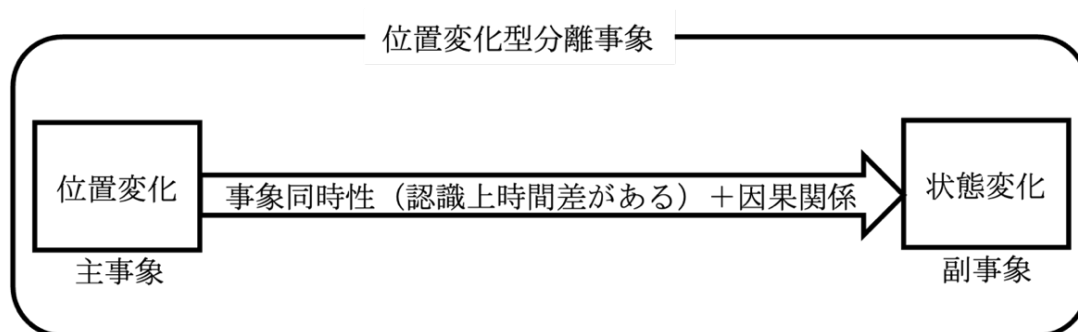 位置変化型分離事象
位置変化
事象同時性（認識上時間差がある）＋因果関係
状態変化
主事象
副事象